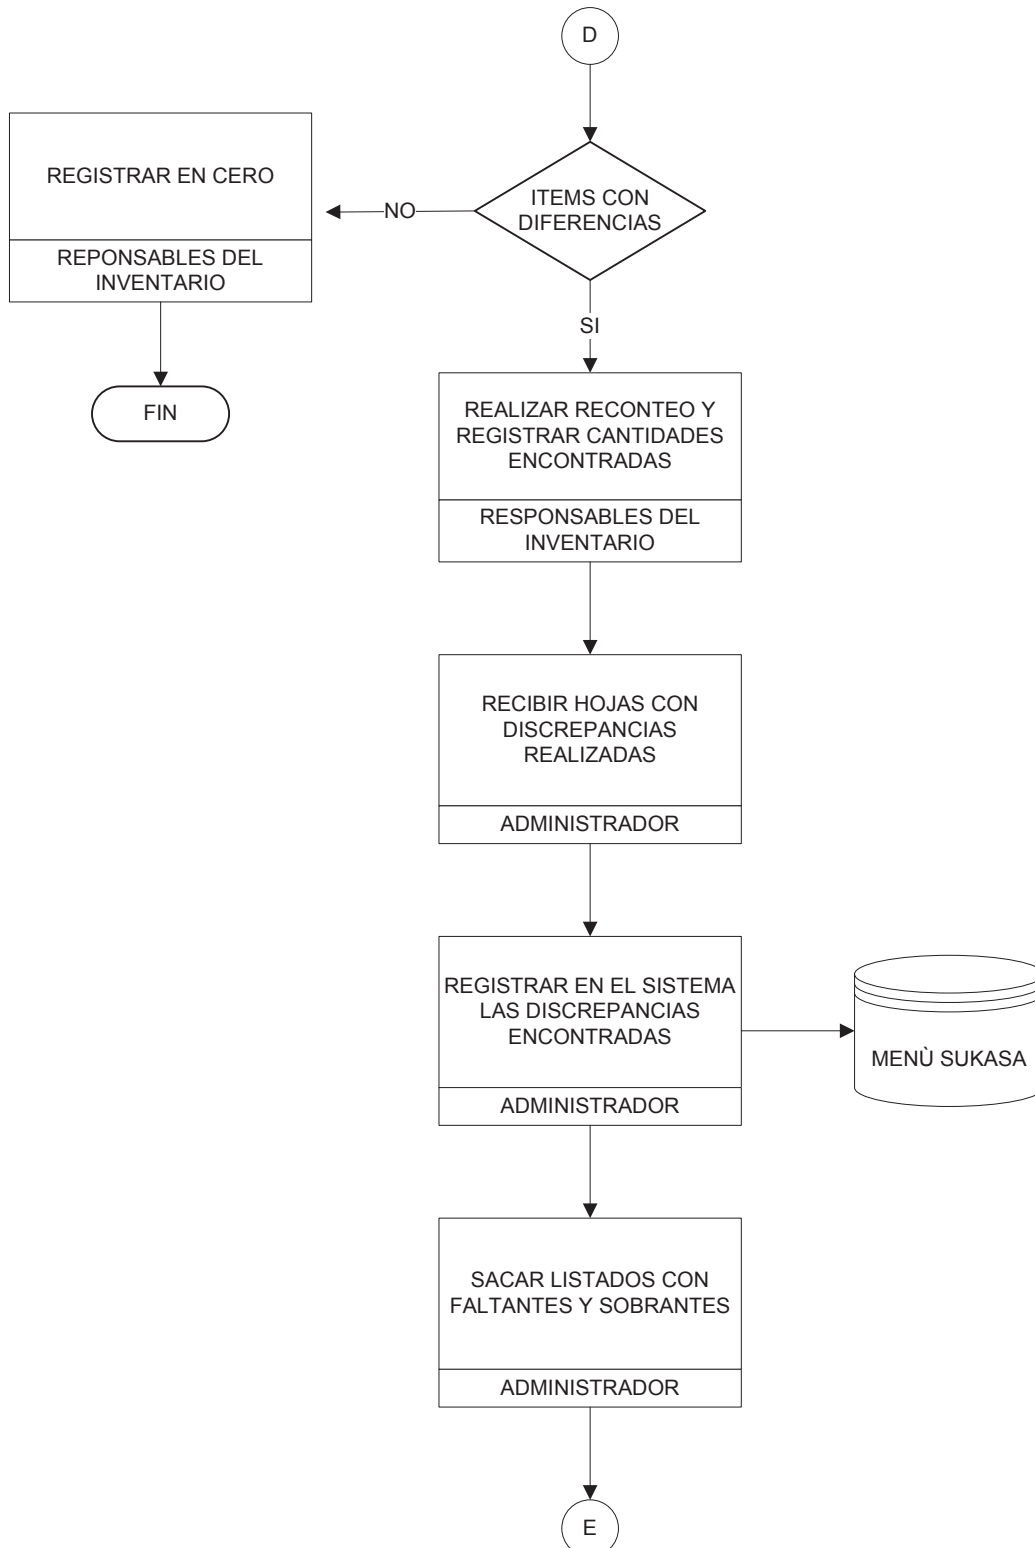 D
ITEMS CON
DIFERENCIAS
NO
REGISTRAR EN CERO
REPONSABLES DEL
INVENTARIO
FIN
SI
REALIZAR RECONTEO Y
REGISTRAR CANTIDADES
ENCONTRADAS
RESPONSABLES DEL
INVENTARIO
RECIBIR HOJAS CON
DISCREPANCIAS
REALIZADAS
ADMINISTRADOR
REGISTRAR EN EL SISTEMA
LAS DISCREPANCIAS
ENCONTRADAS
ADMINISTRADOR
MENÙ SUKASA
SACAR LISTADOS CON
FALTANTES Y SOBRANTES
ADMINISTRADOR
E